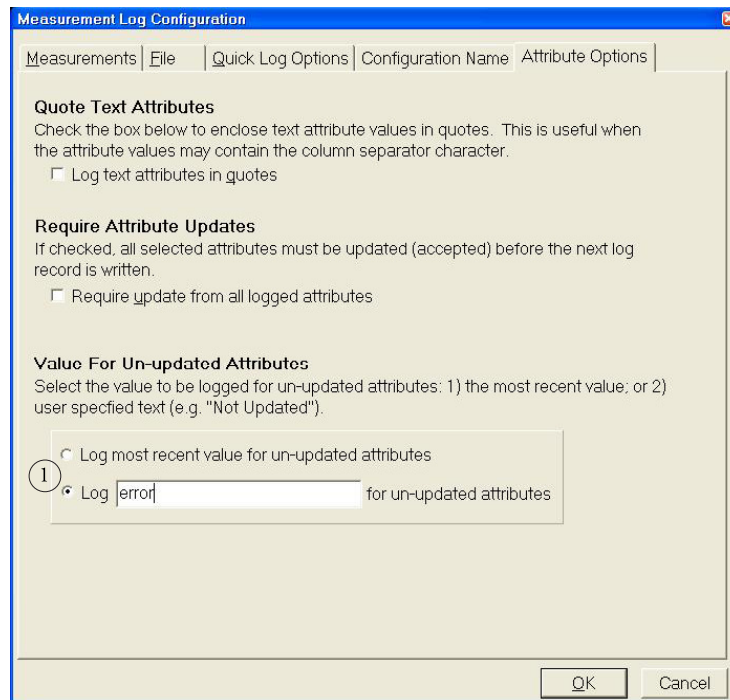 Measurement Log Configuration
Measurements File Quick Log Options Configuration Name Attribute Options
Quote Text Attributes
Check the box below to enclose text attribute values in quotes. This is useful when
the attribute values may contain the column separator character.
Log text attributes in quotes
Require Attribute Updates
If checked, all selected attributes must be updated (accepted) before the next log
record is written.
Require update from all logged attributes
Value For Un-updated Attributes
Select the value to be logged for un-updated attributes: 1) the most recent value; or 2)
user specfied text (e.g. "Not Updated").
Log most recent value for un-updated attributes
1
Log error for un-updated attributes
OK Cancel